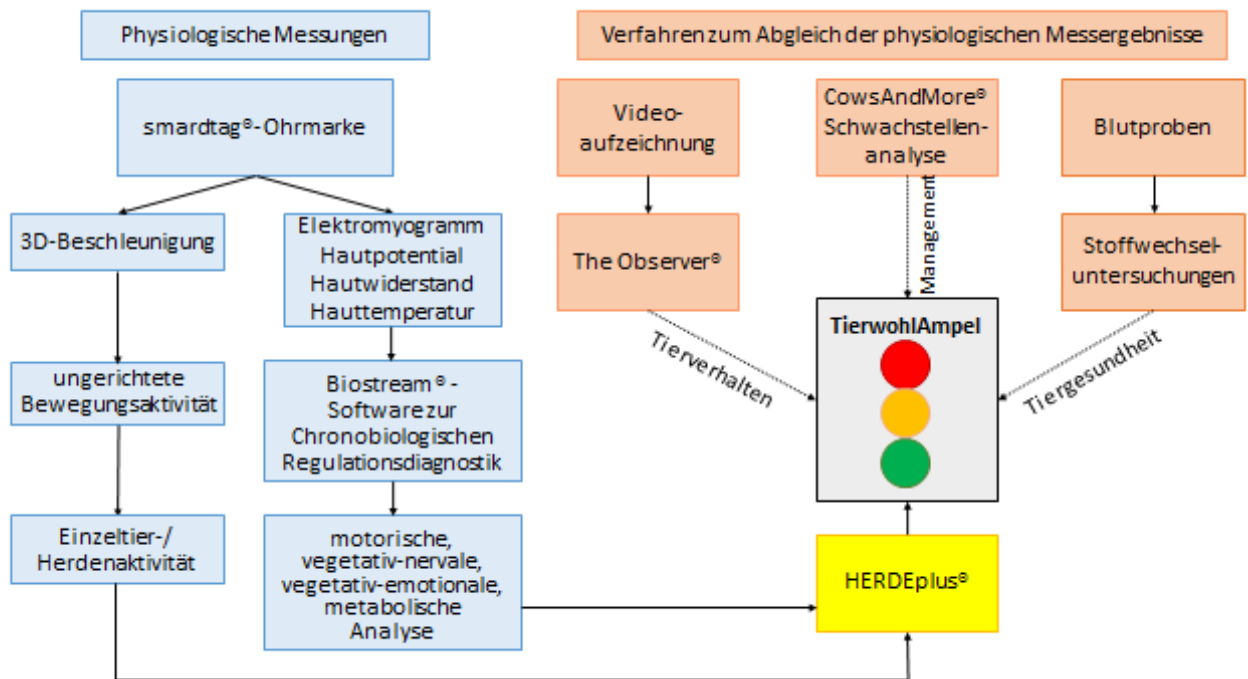 Physiologische Messungen
Verfahren zum Abgleich der physiologischen Messergebnisse
smardtag®-Ohrmarke
Video-
aufzeichnung
CowsAndMore®
Schwachstellen-
analyse
Blutproben
3D-Beschleunigung
Elektromyogramm
Hautpotential
Hautwiderstand
Hauttemperatur
The Observer®
Management
Stoffwechsel-
untersuchungen
Tierverhalten
TierwohlAmpel
Tiergesundheit
ungerichtete
Bewegungsaktivität
Biostream® -
Software zur
Chronobiologischen
Regulationsdiagnostik
Einzeltier-/
Herdenaktivität
motorische,
vegetativ-nervale,
vegetativ-emotionale,
metabolische
Analyse
HERDEplus®